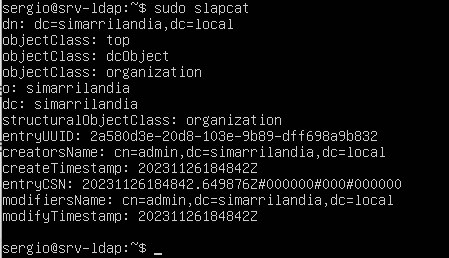 sergio@srv-ldap:~$ sudo slapcat
dn: dc=simarrilandia,dc=local
objectClass: top
objectClass: dcObject
objectClass: organization
o: simarrilandia
dc: simarrilandia
structuralObjectClass: organization
entryUUID: 2a580d3e-20d8-103e-9b89-dff698a9b832
creatorsName: cn=admin,dc=simarrilandia,dc=local
createTimestamp: 20231126184842Z
entryCSN: 20231126184842.649876Z#000000#000#000000
modifiersName: cn=admin,dc=simarrilandia,dc=local
modifyTimestamp: 20231126184842Z
sergio@srv-ldap:~$ _